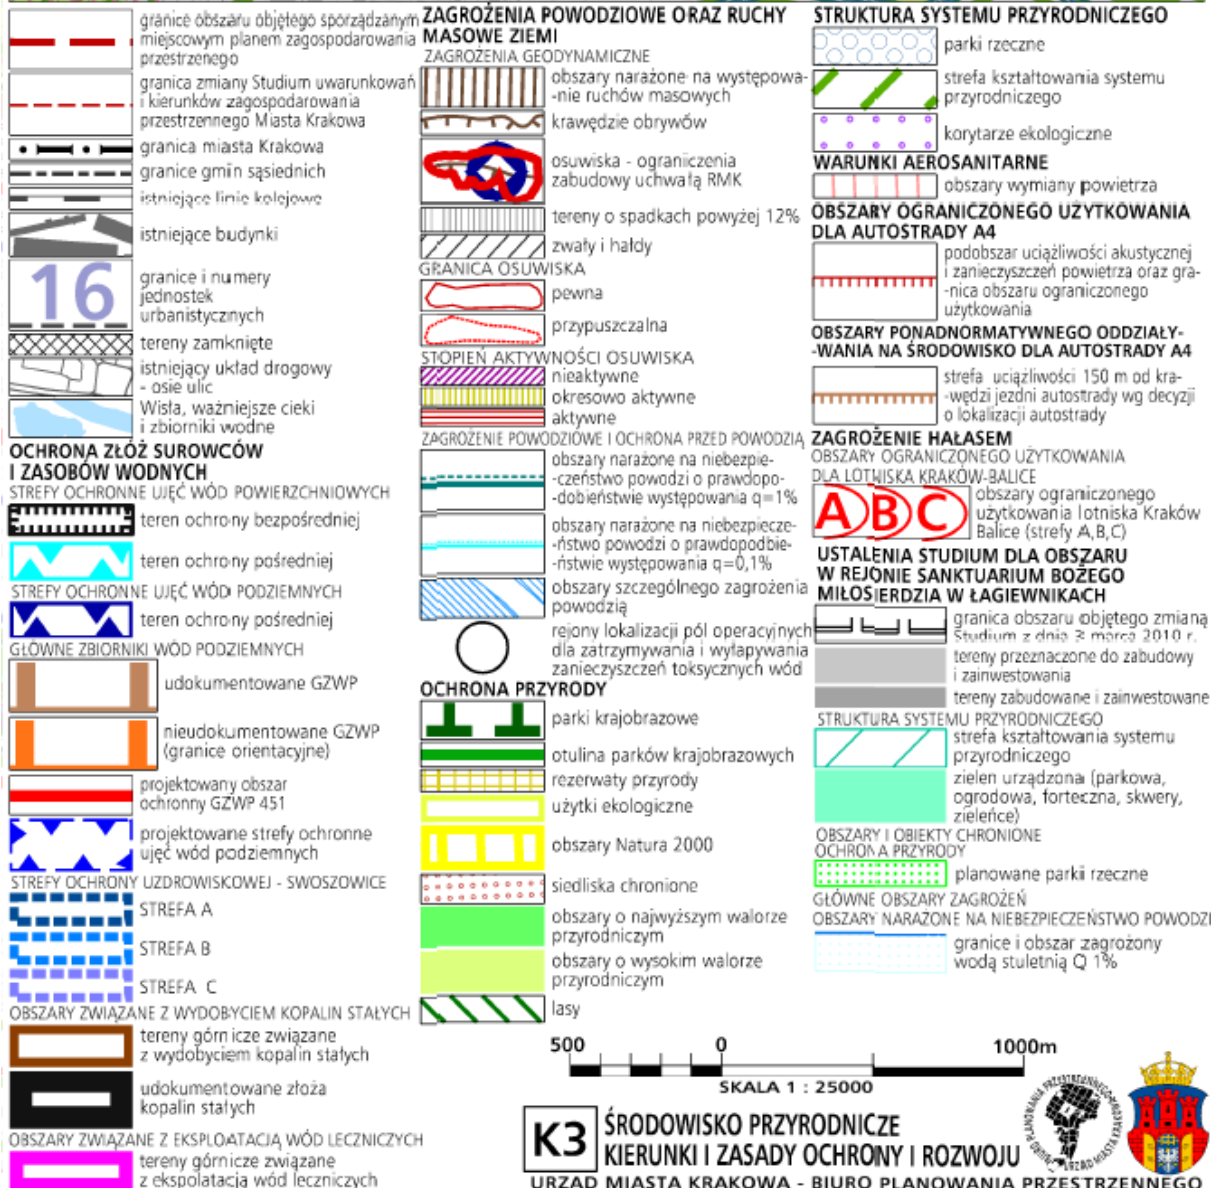 granice obszaru objętego sporządzanym
miejscowym planem zagospodarowania
przestrzenego
granica zmiany Studium uwarunkowań
i kierunków zagospodarowania
przestrzennego Miasta Krakowa
granica miasta Krakowa
granice gmin sąsiednich
istniejące linie kolejowe
istniejące budynki
16
granice i numery
jednostek
urbanistycznych
tereny zamknięte
istniejący układ drogowy
- osie ulic
Wisła, ważniejsze cieki
i zbiorniki wodne
OCHRONA ZŁÓŻ SUROWCÓW
I ZASOBÓW WODNYCH
STREFY OCHRONNE UJĘĆ WÓD POWIERZCHNIOWYCH
teren ochrony bezpośredniej
teren ochrony pośredniej
STREFY OCHRONNE UJĘĆ WÓD PODZIEMNYCH
teren ochrony pośredniej
GŁÓWNE ZBIORNIKI WÓD PODZIEMNYCH
udokumentowane GZWP
nieudokumentowane GZWP
(granice orientacyjne)
projektowany obszar
ochronny GZWP 451
projektowane strefy ochronne
ujęć wód podziemnych
STREFY OCHRONY UZDROWISKOWEJ - SWOSZOWICE
STREFA A
STREFA B
STREFA C
OBSZARY ZWIĄZANE Z WYDOBYCIEM KOPALIN STAŁYCH
tereny górnicze związane
z wydobyciem kopalin stałych
udokumentowane złoża
kopalin stałych
OBSZARY ZWIĄZANE Z EKSPLOATACJĄ WÓD LECZNICZYCH
tereny górnicze związane
z ekspolatacją wód leczniczych
ZAGROŻENIA POWODZIOWE ORAZ RUCHY
MASOWE ZIEMI
ZAGROŻENIA GEODYNAMICZNE
obszary narażone na występowa-
-nie ruchów masowych
krawędzie obrywów
osuwiska - ograniczenia
zabudowy uchwałą RMK
tereny o spadkach powyżej 12%
zwały i hałdy
GRANICA OSUWISKA
pewna
przypuszczalna
STOPIEŃ AKTYWNOŚCI OSUWISKA
nieaktywne
okresowo aktywne
aktywne
ZAGROŻENIE POWODZIOWE I OCHRONA PRZED POWODZIĄ
obszary narażone na niebezpie-
-czeństwo powodzi o prawdopo-
-dobieństwie występowania q=1%
obszary narażone na niebezpiecze-
-ństwo powodzi o prawdopodbie-
-ństwie występowania q=0,1%
obszary szczególnego zagrożenia
powodzią
rejony lokalizacji pól operacyjnych
dla zatrzymywania i wyłapywania
zanieczyszczeń toksycznych wód
OCHRONA PRZYRODY
parki krajobrazowe
otulina parków krajobrazowych
rezerwaty przyrody
użytki ekologiczne
obszary Natura 2000
siedliska chronione
obszary o najwyższym walorze
przyrodniczym
obszary o wysokim walorze
przyrodniczym
lasy
STRUKTURA SYSTEMU PRZYRODNICZEGO
parki rzeczne
strefa kształtowania systemu
przyrodniczego
korytarze ekologiczne
WARUNKI AEROSANITARNE
obszary wymiany powietrza
OBSZARY OGRANICZONEGO UŻYTKOWANIA
DLA AUTOSTRADY A4
podobszar uciążliwości akustycznej
i zanieczyszczeń powietrza oraz gra-
-nica obszaru ograniczonego
użytkowania
OBSZARY PONADNORMATYWNEGO ODDZIAŁY-
-WANIA NA ŚRODOWISKO DLA AUTOSTRADY A4
strefa uciążliwości 150 m od kra-
-wędzi jezdni autostrady wg decyzji
o lokalizacji autostrady
ZAGROŻENIE HAŁASEM
OBSZARY OGRANICZONEGO UŻYTKOWANIA
DLA LOTNISKA KRAKÓW-BALICE
A B C
obszary ograniczonego
użytkowania lotniska Kraków
Balice (strefy A,B,C)
USTALENIA STUDIUM DLA OBSZARU
W REJONIE SANKTUARIUM BOŻEGO
MIŁOSIERDZIA W ŁAGIEWNIKACH
granica obszaru objętego zmianą
Studium z dnia 3 marca 2010 r.
tereny przeznaczone do zabudowy
i zainwestowania
tereny zabudowane i zainwestowane
STRUKTURA SYSTEMU PRZYRODNICZEGO
strefa kształtowania systemu
przyrodniczego
zielen urządzona (parkowa,
ogrodowa, forteczna, skwery,
zieleńce)
OBSZARY I OBIEKTY CHRONIONE
OCHRONA PRZYRODY
planowane parki rzeczne
GŁÓWNE OBSZARY ZAGROŻEŃ
OBSZARY NARAŻONE NA NIEBEZPIECZEŃSTWO POWODZI
granice i obszar zagrożony
wodą stuletnią Q 1%
500 0 1000m
SKALA 1 : 25000
K3
ŚRODOWISKO PRZYRODNICZE
KIERUNKI I ZASADY OCHRONY I ROZWOJU
URZĄD MIASTA KRAKOWA - BIURO PLANOWANIA PRZESTRZENNEGO